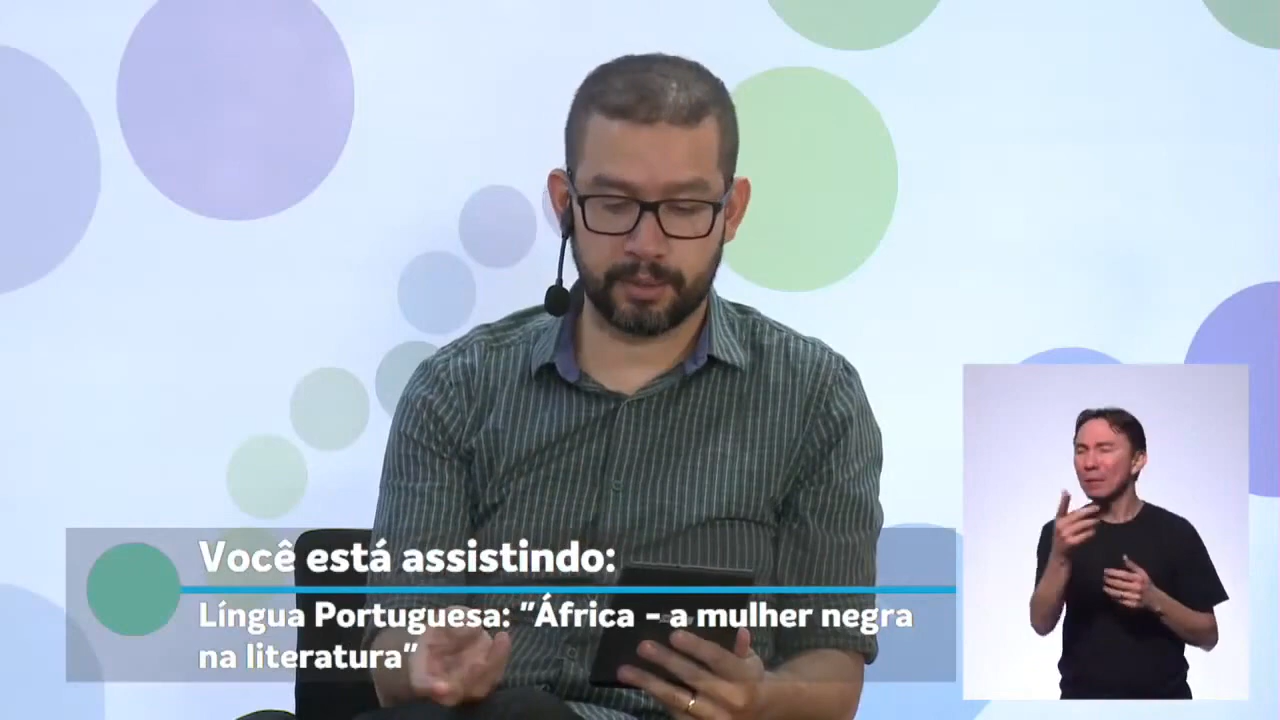 Você está assistindo:
Língua Portuguesa: "África - a mulher negra
na literatura"